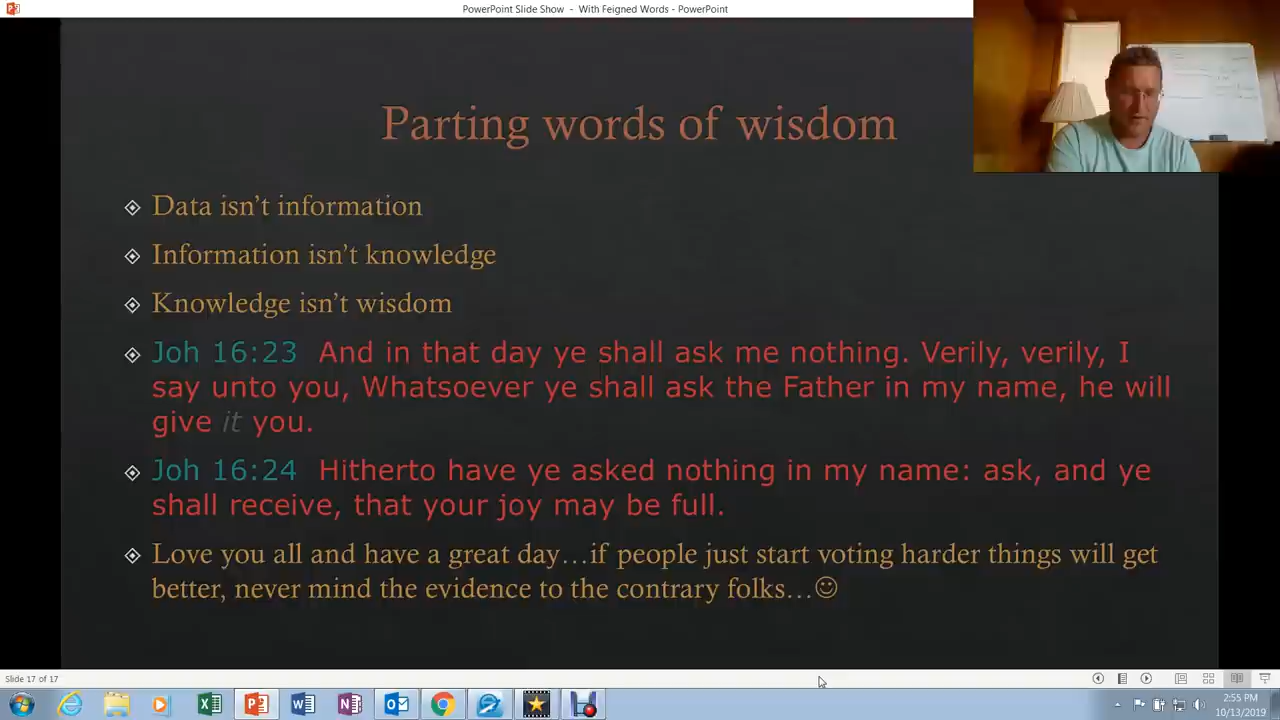 PowerPoint Slide Show - With Feigned Words - PowerPoint
Parting words of wisdom
Data isn't information
Information isn't knowledge
Knowledge isn't wisdom
Joh 16:23 And in that day ye shall ask me nothing. Verily, verily, I
say unto you, Whatsoever ye shall ask the Father in my name, he will
give it you.
Joh 16:24 Hitherto have ye asked nothing in my name: ask, and ye
shall receive, that your joy may be full.
Love you all and have a great day…if people just start voting harder things will get
better, never mind the evidence to the contrary folks…☺
Slide 17 of 17
2:55 PM
10/13/2019